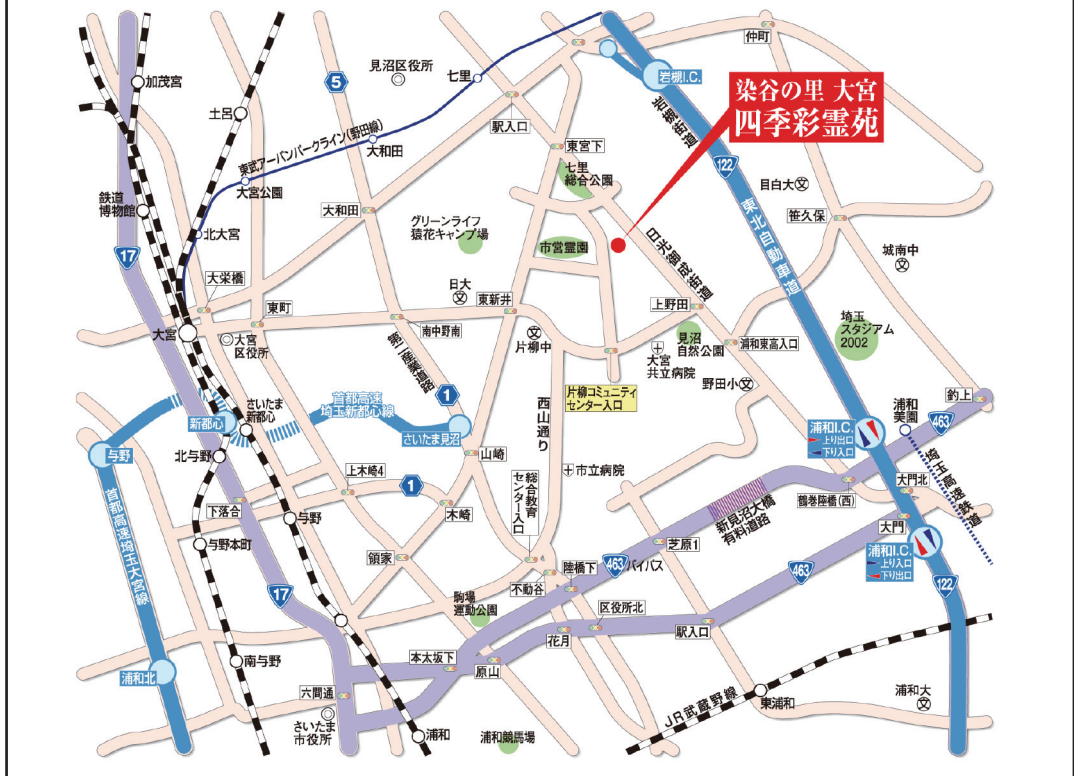 仲町
加茂宮
5
見沼区役所
七里
岩槻I.C.
染谷の里 大宮
四季彩霊苑
土呂
駅入口
岩槻街道
東武アーバンパークライン(野田線)
大和田
東宮下
122
大宮公園
七里
総合公園
目白大
鉄道
博物館
大和田
グリーンライフ
猿花キャンプ場
笹久保
東北自動車道
北大宮
市営霊園
日光御成街道
城南中
17
大栄橋
日大
東新井
上野田
東町
大宮
大宮
区役所
南中野南
片柳中
見沼
自然公園
浦和東高入口
埼玉
スタジアム
2002
第二産業道路
大宮
共立病院
野田小
首都高速
埼玉新都心線
1
西山通り
片柳コミュニティ
センター入口
釣上
浦和
美園
463
さいたま
新都心
新都心
さいたま見沼
浦和I.C.
上り出口
下り入口
与野
北与野
山崎
埼玉高速鉄道
上木崎4
1
総合教育
センター入口
市立病院
鶴巻陸橋(西)
大門北
下落合
与野
木崎
新見沼大橋
有料道路
大門
首都高速埼玉大宮線
与野本町
領家
芝原1
浦和I.C.
上り入口
下り出口
463
バイパス
463
陸橋下
不動谷
122
17
駒場
運動公園
区役所北
花月
駅入口
南与野
本太坂下
原山
浦和北
六間通
JR武蔵野線
東浦和
浦和大
さいたま
市役所
浦和
浦和競馬場